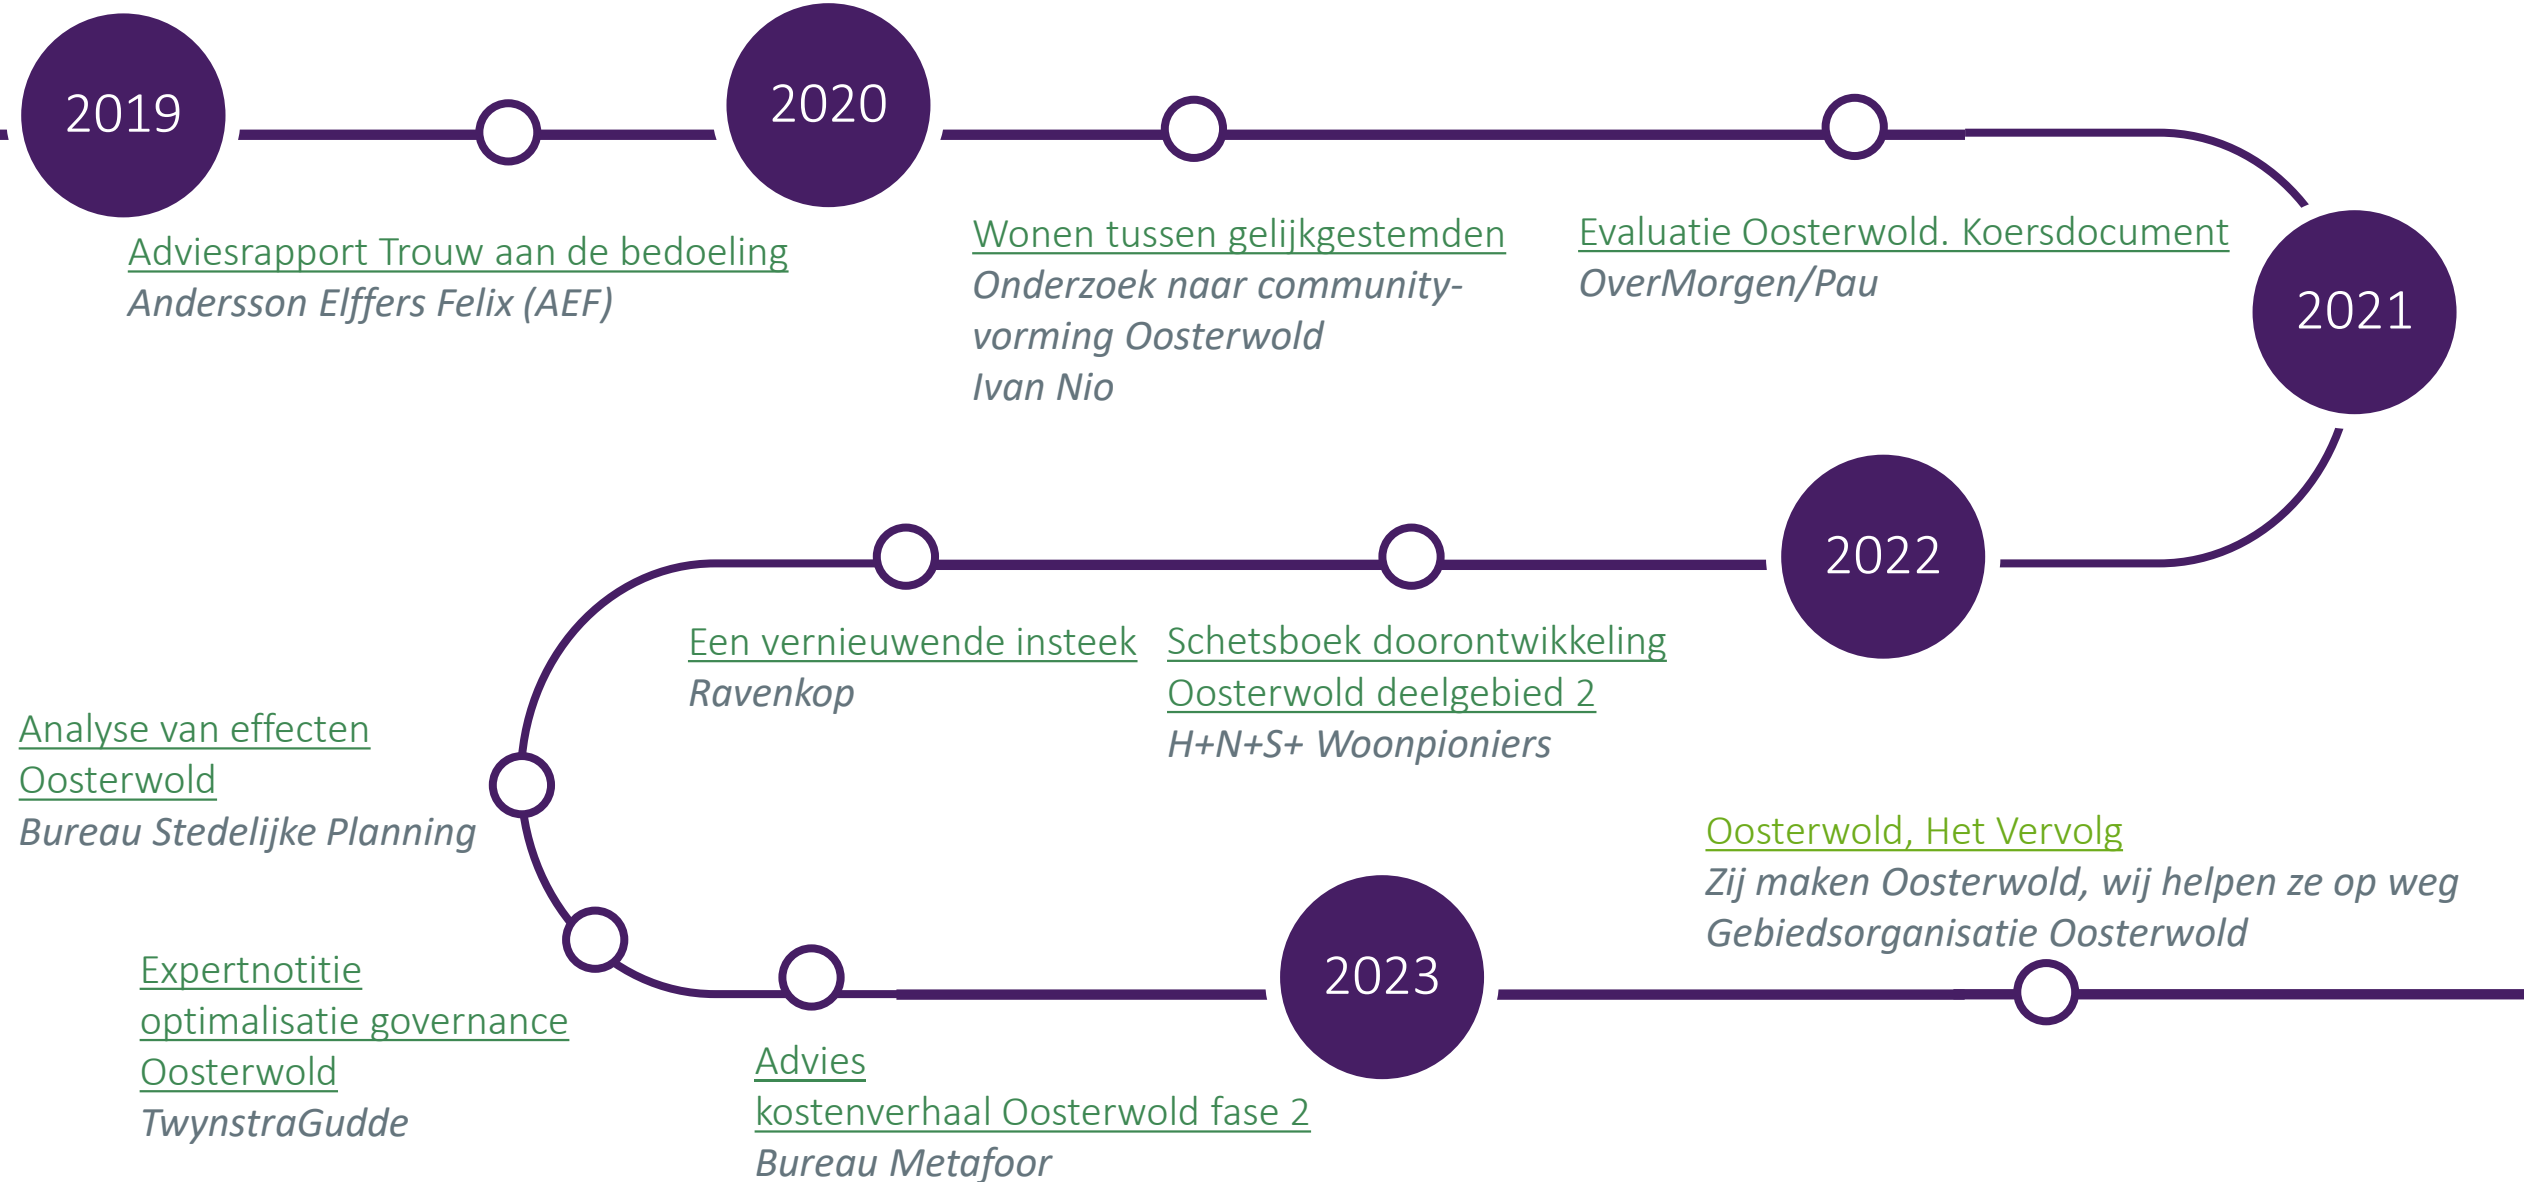 2019
Adviesrapport Trouw aan de bedoeling
Andersson Elffers Felix (AEF)
2020
Wonen tussen gelijkgestemden
Onderzoek naar community-
vorming Oosterwold
Ivan Nio
Evaluatie Oosterwold. Koersdocument
OverMorgen/Pau
2021
2022
Schetsboek doorontwikkeling
Oosterwold deelgebied 2
H+N+S+ Woonpioniers
Een vernieuwende insteek
Ravenkop
Analyse van effecten
Oosterwold
Bureau Stedelijke Planning
Expertnotitie
optimalisatie governance
Oosterwold
TwynstraGudde
Advies
kostenverhaal Oosterwold fase 2
Bureau Metafoor
2023
Oosterwold, Het Vervolg
Zij maken Oosterwold, wij helpen ze op weg
Gebiedsorganisatie Oosterwold